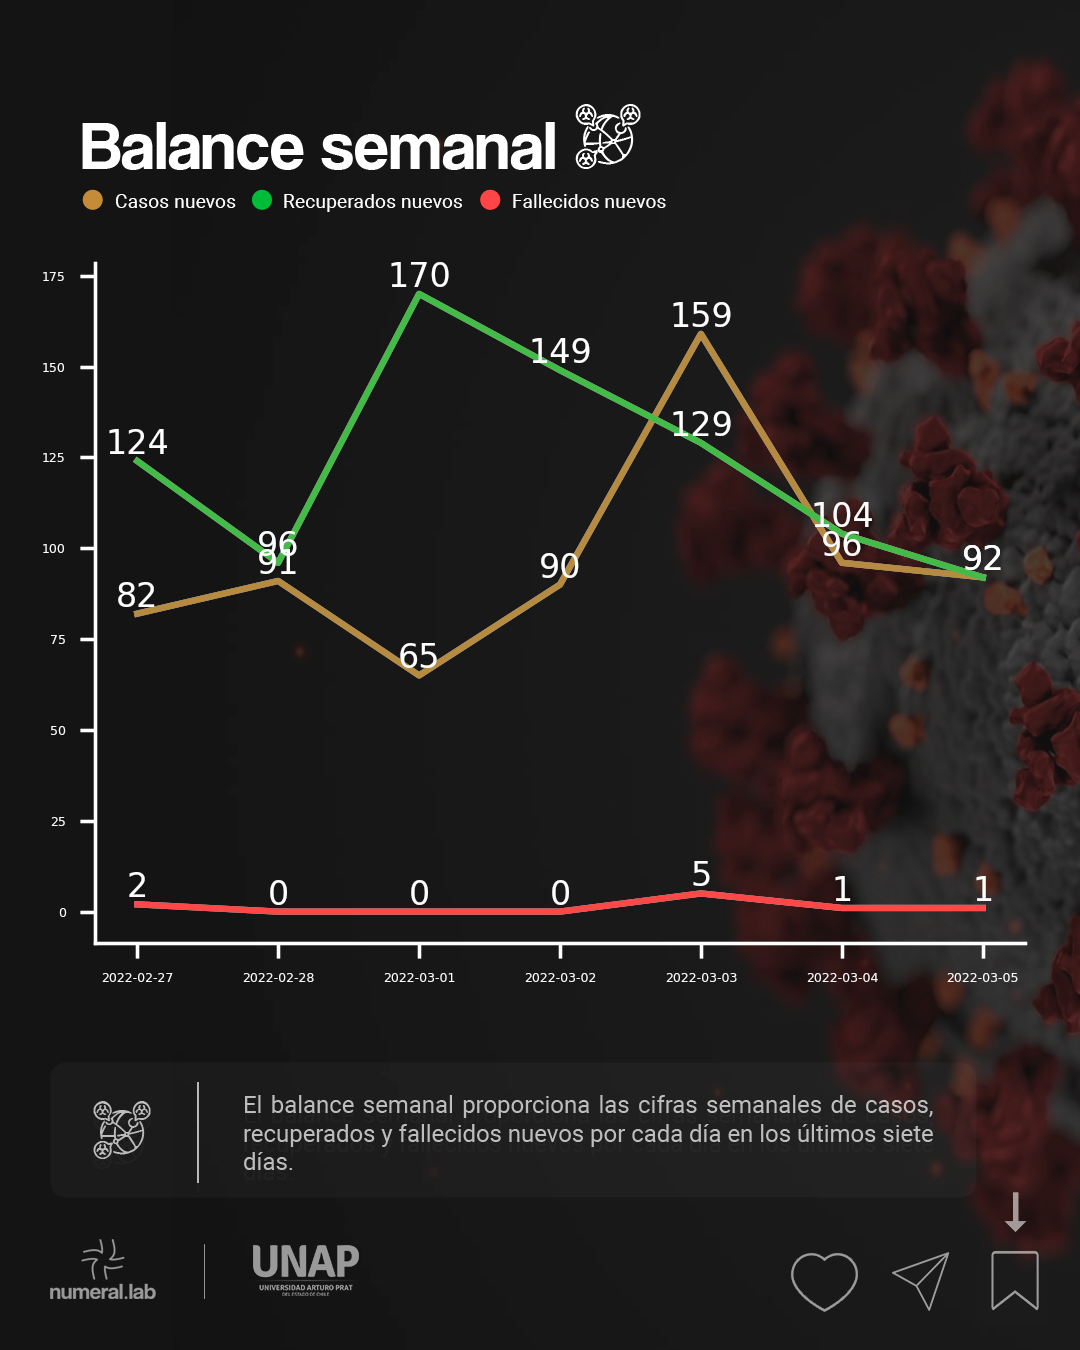 Balance semanal
Casos nuevos Recuperados nuevos Fallecidos nuevos
175
150
125
100
75
50
25
0
170
159
149
124
129
104
96
96
91
92
90
82
65
2
0
0
0
5
1
1
2022-02-27 2022-02-28 2022-03-01 2022-03-02 2022-03-03 2022-03-04 2022-03-05
El balance semanal proporciona las cifras semanales de casos,
recuperados y fallecidos nuevos por cada día en los últimos siete
días.
numeral.lab
UNAP
UNIVERSIDAD ARTURO PRAT
DEL ESTADO DE CHILE